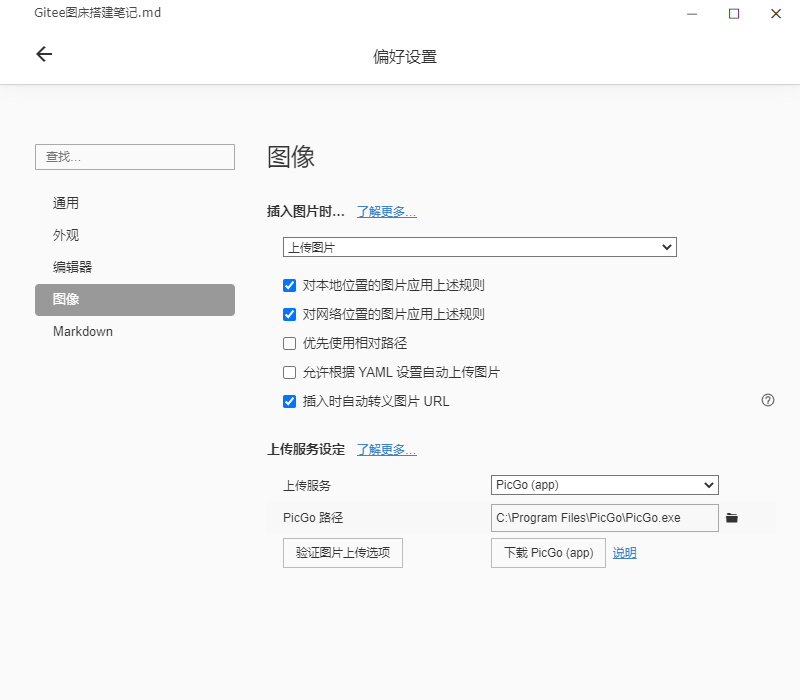 Gitee图床搭建笔记.md
偏好设置
查找...
通用
外观
编辑器
图像
Markdown
图像
插入图片时... 了解更多...
上传图片
对本地位置的图片应用上述规则
对网络位置的图片应用上述规则
优先使用相对路径
允许根据 YAML 设置自动上传图片
插入时自动转义图片 URL
上传服务设定 了解更多...
上传服务 PicGo (app)
PicGo 路径 C:\Program Files\PicGo\PicGo.exe
验证图片上传选项 下载 PicGo (app) 说明